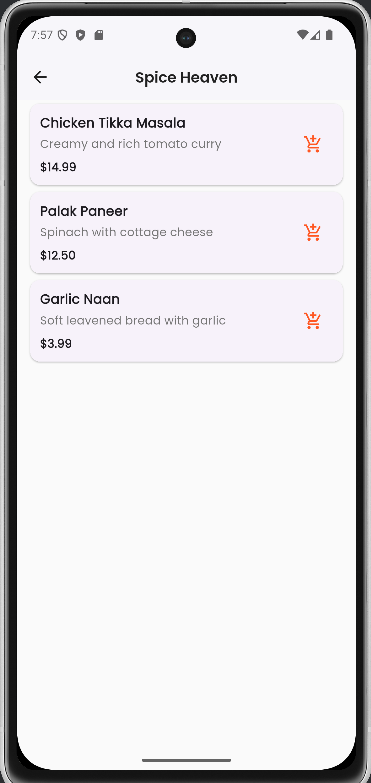 7:57
Spice Heaven
Chicken Tikka Masala
Creamy and rich tomato curry
$14.99
Palak Paneer
Spinach with cottage cheese
$12.50
Garlic Naan
Soft leavened bread with garlic
$3.99